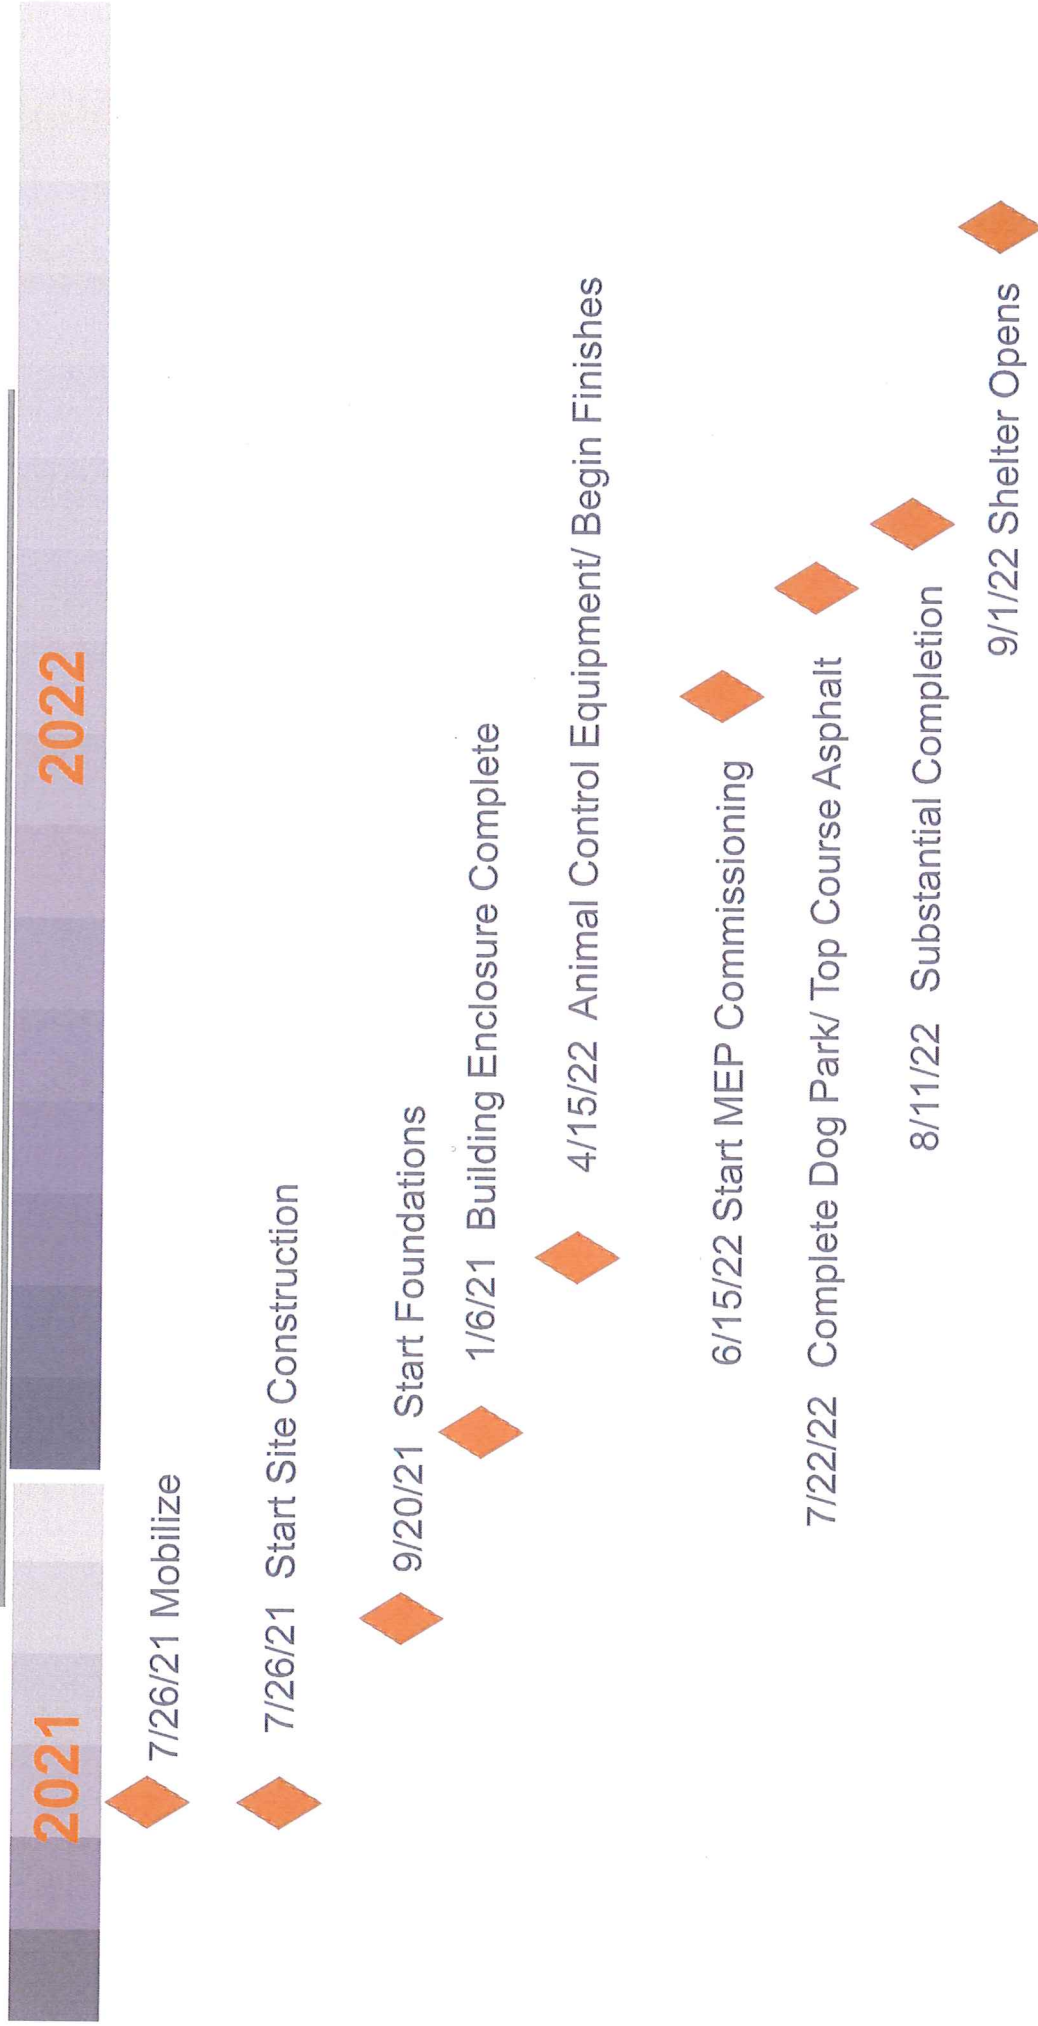 2021
2022
7/26/21 Mobilize
7/26/21 Start Site Construction
9/20/21 Start Foundations
1/6/21 Building Enclosure Complete
4/15/22 Animal Control Equipment/ Begin Finishes
6/15/22 Start MEP Commissioning
7/22/22 Complete Dog Park/ Top Course Asphalt
8/11/22 Substantial Completion
9/1/22 Shelter Opens